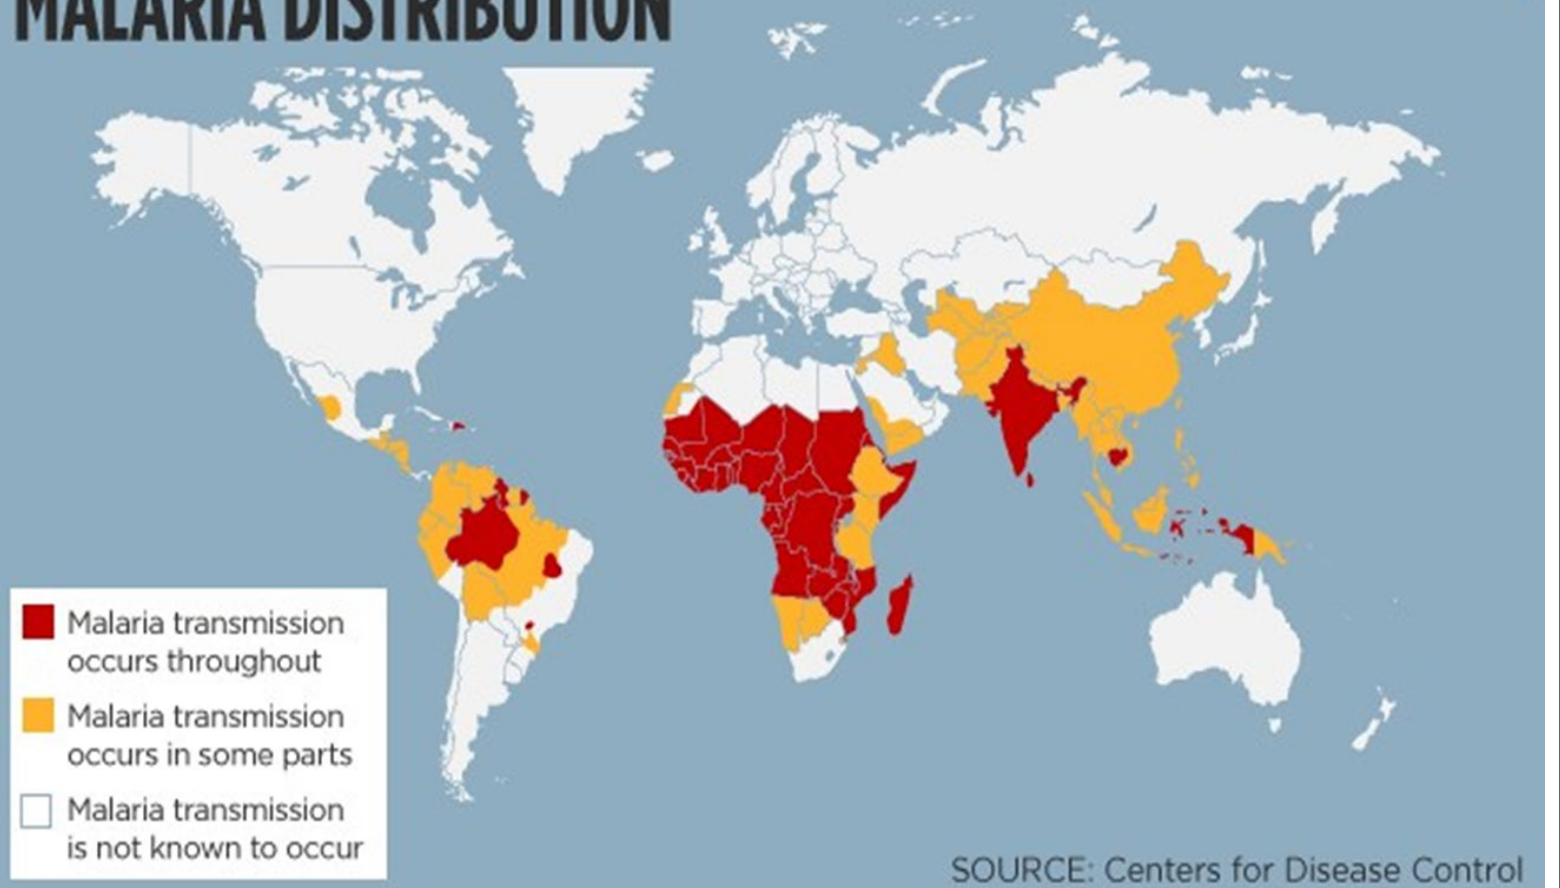 MALARIA DISTRIBUTION
Malaria transmission
occurs throughout
Malaria transmission
occurs in some parts
Malaria transmission
is not known to occur
SOURCE: Centers for Disease Control